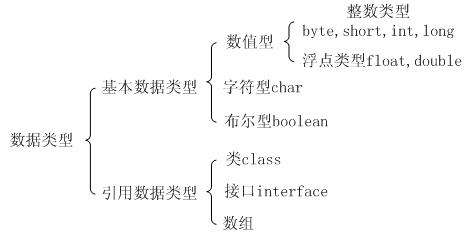 整数类型
byte,short,int,long
数值型
浮点类型float,double
基本数据类型
字符型char
布尔型boolean
数据类型
类class
引用数据类型
接口interface
数组